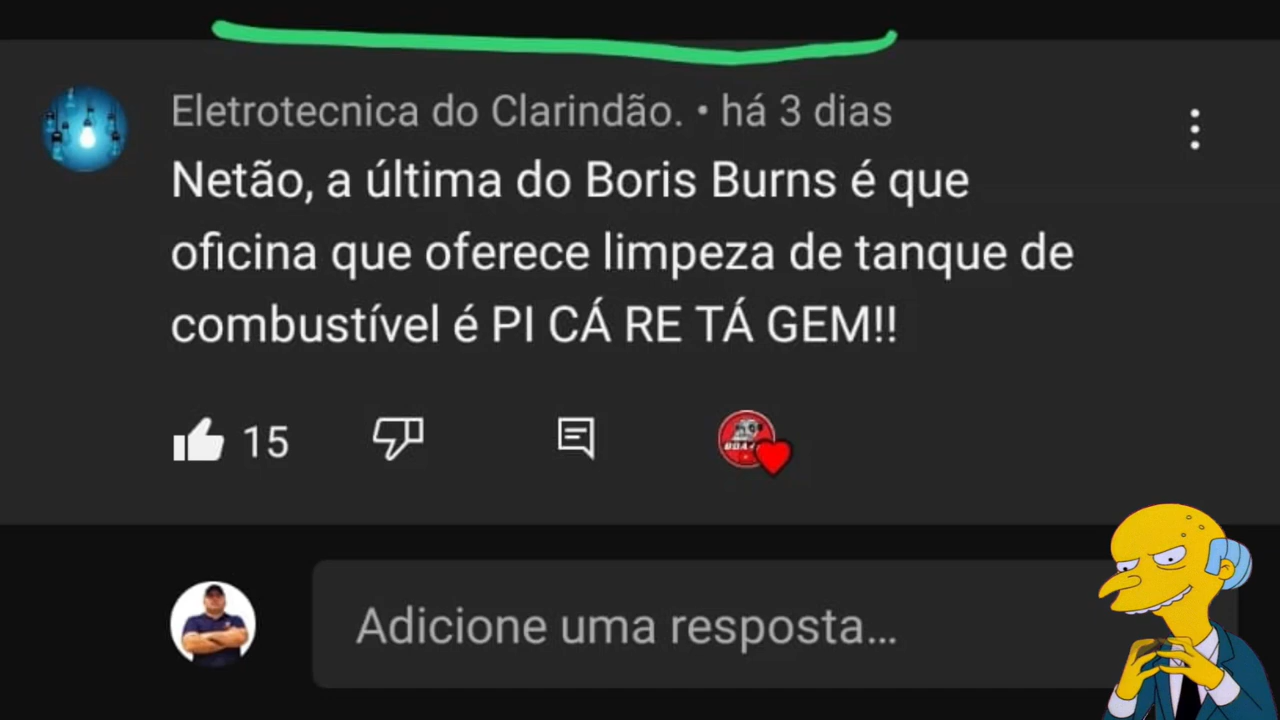 Eletrotecnica do Clarindão. • há 3 dias
Netão, a última do Boris Burns é que
oficina que oferece limpeza de tanque de
combustível é PI CÁ RE TÁ GEM!!
15
Adicione uma resposta...